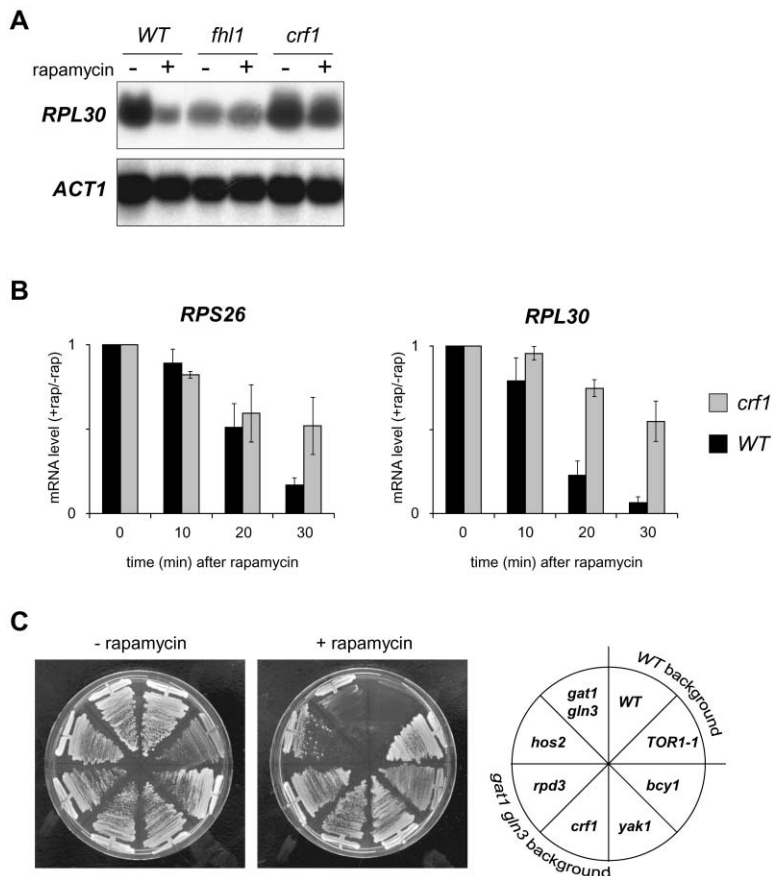 A
WT fhl1 crf1
rapamycin - + - + - +
RPL30
ACT1
B
RPS26
mRNA level (+rap/-rap)
1
0
0 10 20 30
time (min) after rapamycin
RPL30
mRNA level (+rap/-rap)
1
0
0 10 20 30
time (min) after rapamycin
crf1
WT
C
- rapamycin
+ rapamycin
WT background
gat1 gln3 background
gat1
gln3
WT
hos2
TOR1-1
rpd3
bcy1
crf1
yak1